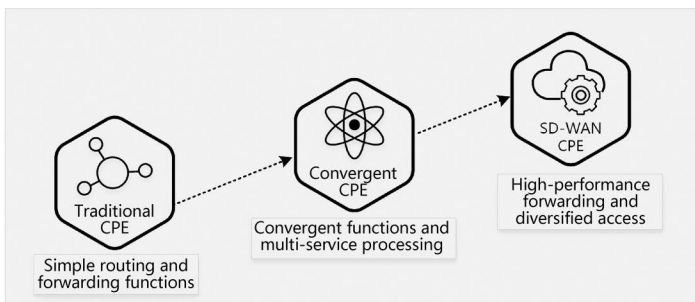 Traditional
CPE
Simple routing and
forwarding functions
Convergent
CPE
Convergent functions and
multi-service processing
SD-WAN
CPE
High-performance
forwarding and
diversified access